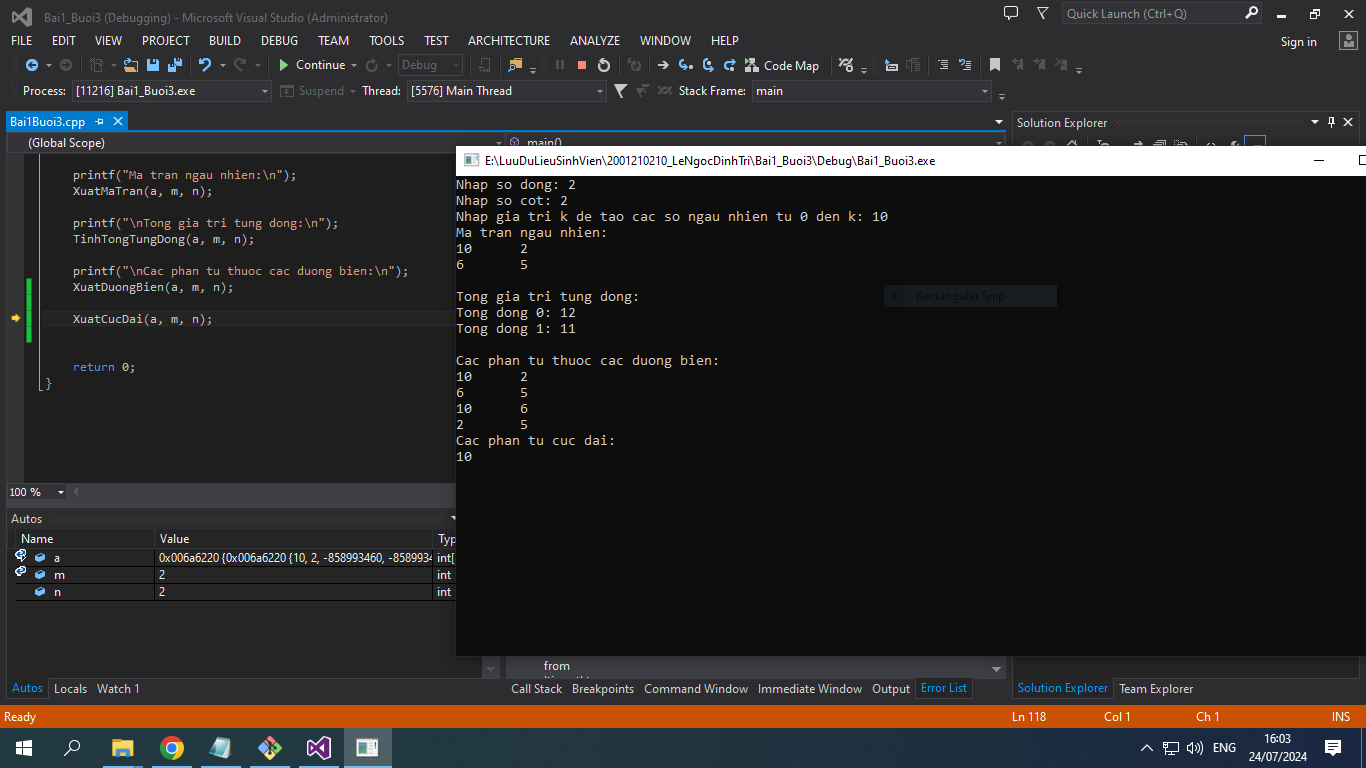 Bai1_Buoi3 (Debugging) - Microsoft Visual Studio (Administrator)
Quick Launch (Ctrl+Q)
FILE EDIT VIEW PROJECT BUILD DEBUG TEAM TOOLS TEST ARCHITECTURE ANALYZE WINDOW HELP
Sign in
Continue Debug Code Map
Process: [11216] Bai1_Buoi3.exe Suspend Thread: [5576] Main Thread Stack Frame: main
Bai1Buoi3.cpp
Solution Explorer
(Global Scope) main()
printf("Ma tran ngau nhien:\n");
XuatMaTran(a, m, n);
printf("\nTong gia tri tung dong:\n");
TinhTongTungDong(a, m, n);
printf("\nCac phan tu thuoc cac duong bien:\n");
XuatDuongBien(a, m, n);
XuatCucDai(a, m, n);
return 0;
}
E:\LuuDuLieuSinhVien\2001210210_LeNgocDinhTri\Bai1_Buoi3\Debug\Bai1_Buoi3.exe
Nhap so dong: 2
Nhap so cot: 2
Nhap gia tri k de tao cac so ngau nhien tu 0 den k: 10
Ma tran ngau nhien:
10 2
6 5
Rectangular Snip
Tong gia tri tung dong:
Tong dong 0: 12
Tong dong 1: 11
Cac phan tu thuoc cac duong bien:
10 2
6 5
10 6
2 5
Cac phan tu cuc dai:
10
100 %
Autos
Name Value Typ
a 0x006a6220 {0x006a6220 {10, 2, -858993460, -8589934 int[
m 2 int
n 2 int
from
Autos Locals Watch 1
Call Stack Breakpoints Command Window Immediate Window Output Error List
Solution Explorer Team Explorer
Ready
Ln 118 Col 1 Ch 1 INS
ENG
16:03
24/07/2024